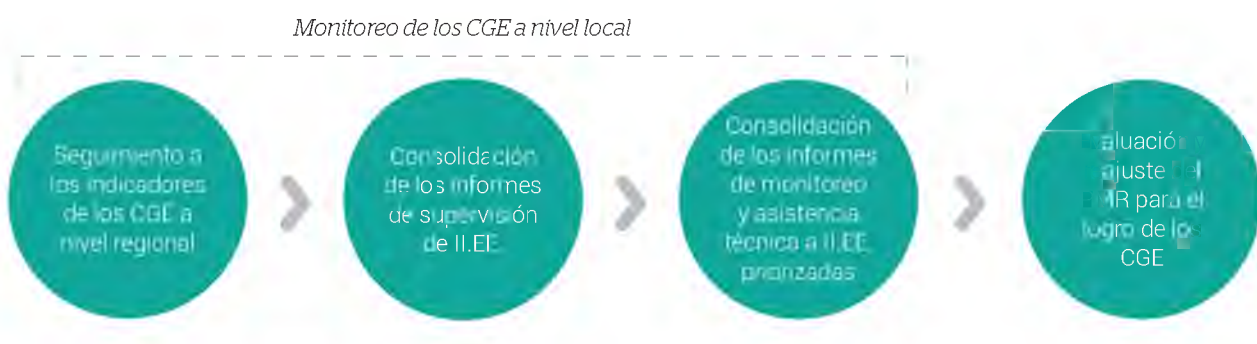 Monitoreo de los CGE a nivel local
Seguimiento a
los indicadores
de los CGE a
nivel regional
Consolidación
de los informes
de supervisión
de II.EE.
Consolidación
de los informes
de monitoreo
y asistencia
técnica a II.EE.
priorizadas
ajuste
para el
logro de los
CGE